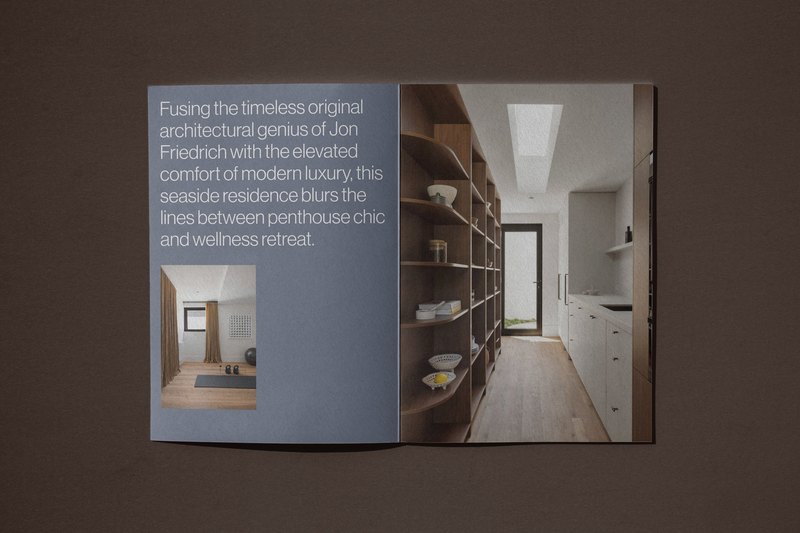 Fusing the timeless original
architectural genius of Jon
Friedrich with the elevated
comfort of modern luxury, this
seaside residence blurs the
lines between penthouse chic
and wellness retreat.